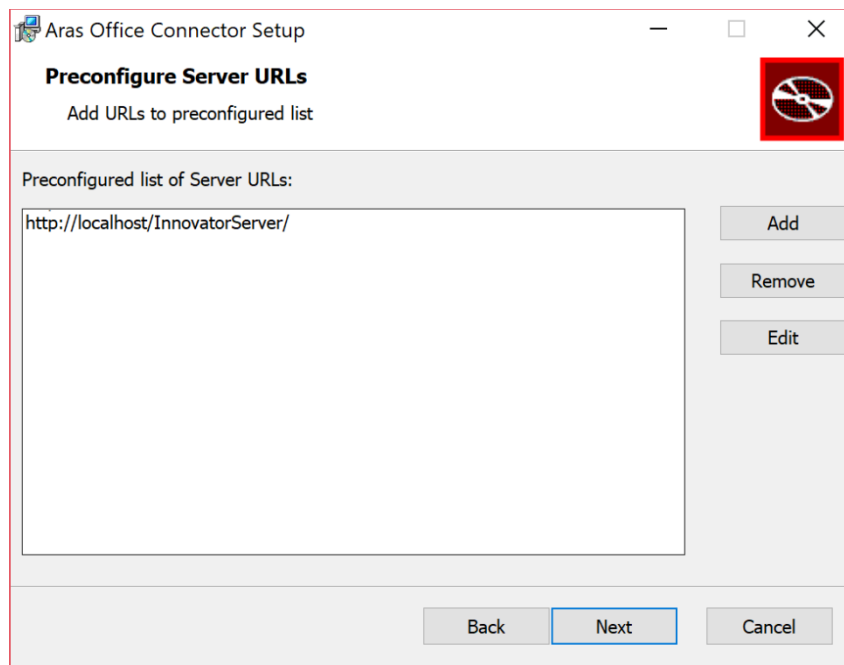 Aras Office Connector Setup
Preconfigure Server URLs
Add URLs to preconfigured list
Preconfigured list of Server URLs:
http://localhost/InnovatorServer/
Add
Remove
Edit
Back Next Cancel